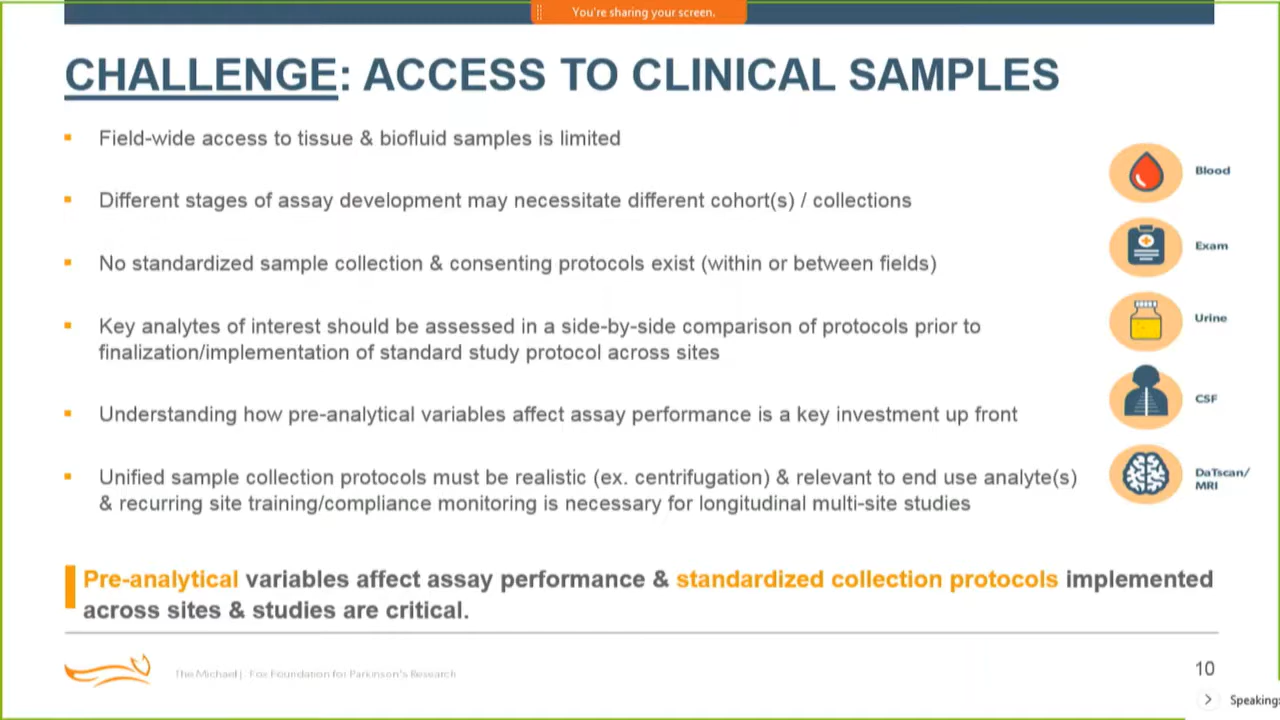 You're sharing your screen.
CHALLENGE: ACCESS TO CLINICAL SAMPLES
▪ Field-wide access to tissue & biofluid samples is limited
▪ Different stages of assay development may necessitate different cohort(s) / collections
▪ No standardized sample collection & consenting protocols exist (within or between fields)
▪ Key analytes of interest should be assessed in a side-by-side comparison of protocols prior to
finalization/implementation of standard study protocol across sites
▪ Understanding how pre-analytical variables affect assay performance is a key investment up front
▪ Unified sample collection protocols must be realistic (ex. centrifugation) & relevant to end use analyte(s)
& recurring site training/compliance monitoring is necessary for longitudinal multi-site studies
Blood
Exam
Urine
CSF
DaTscan/
MRI
Pre-analytical variables affect assay performance & standardized collection protocols implemented
across sites & studies are critical.
The Michael J. Fox Foundation for Parkinson's Research
10
Speaking: